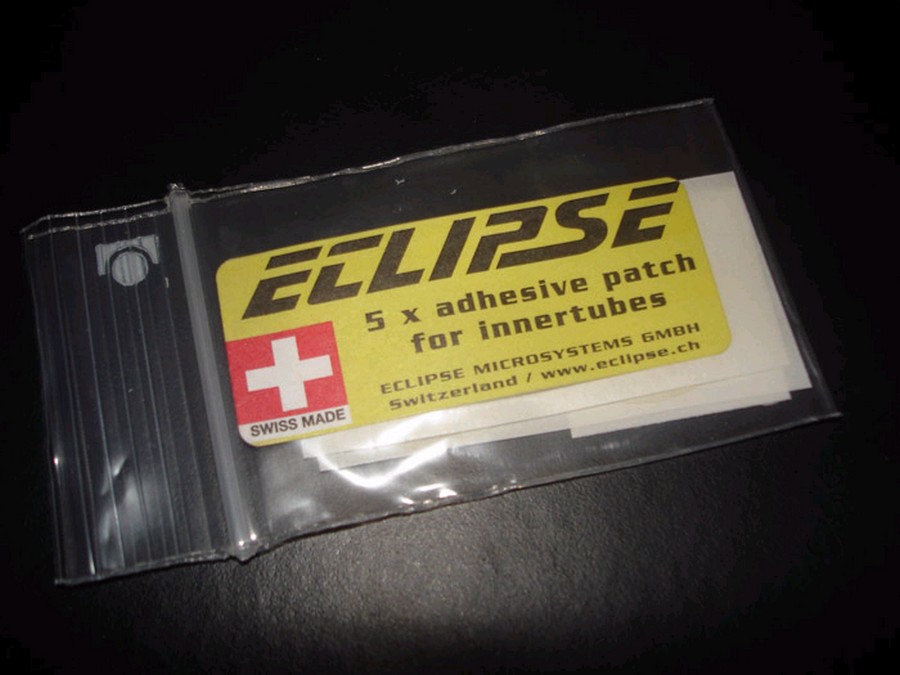 ECLIPSE
5 x adhesive patch
for innertubes
ECLIPSE MICROSYSTEMS GMBH
Switzerland / www.eclipse.ch
SWISS MADE